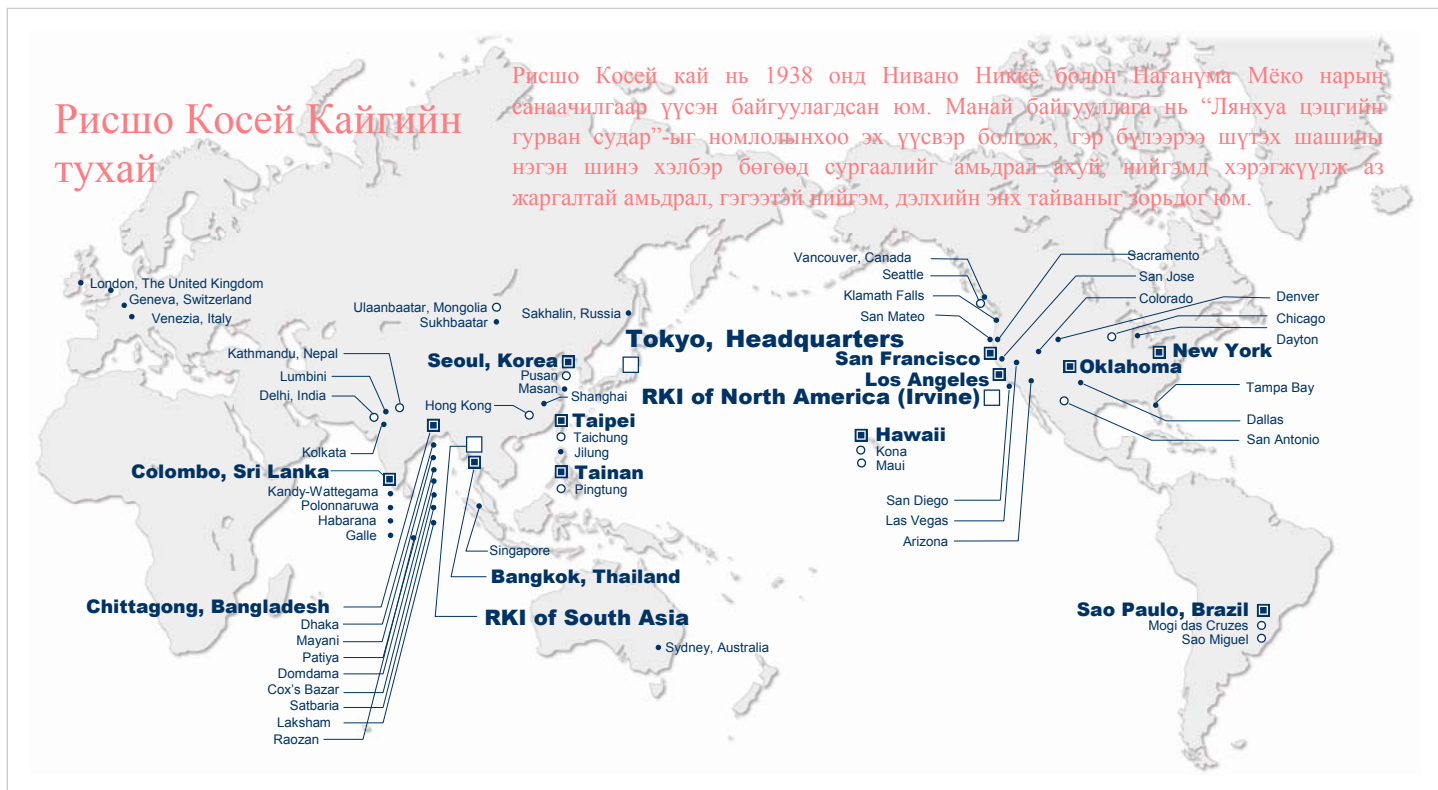 Рисшо Косей Кайгийн
тухай
Рисшо Косей кай нь 1938 онд Нивано Никкё болон Наганума Мёко нарын
санаачилгаар үүсэн байгуулагдсан юм. Манай байгууллага нь “Лянхуа цэцгийн
гурван судар”-ыг номлолынхоо эх үүсвэр болгож, гэр бүлээрээ шүтэх шашины
нэгэн шинэ хэлбэр бөгөөд сургаалийг амьдрал ахуй, нийгэмд хэрэгжүүлж аз
жаргалтай амьдрал, гэгээтэй нийгэм, дэлхийн энх тайваныг зорьдог юм.
London, The United Kingdom
Geneva, Switzerland
Venezia, Italy
Ulaanbaatar, Mongolia
Sukhbaatar
Sakhalin, Russia
Kathmandu, Nepal
Lumbini
Delhi, India
Kolkata
Seoul, Korea
Pusan
Masan
Shanghai
Hong Kong
Tokyo, Headquarters
RKI of North America (Irvine)
Taipei
Taichung
Jilung
Tainan
Pingtung
Colombo, Sri Lanka
Kandy-Wattegama
Polonnaruwa
Habarana
Galle
Singapore
Bangkok, Thailand
RKI of South Asia
Chittagong, Bangladesh
Dhaka
Mayani
Patiya
Domdama
Cox's Bazar
Satbaria
Laksham
Raozan
Sydney, Australia
Vancouver, Canada
Seattle
Klamath Falls
San Mateo
San Francisco
Los Angeles
Hawaii
Kona
Maui
San Diego
Las Vegas
Arizona
Sacramento
San Jose
Colorado
Denver
Chicago
Dayton
New York
Oklahoma
Tampa Bay
Dallas
San Antonio
Sao Paulo, Brazil
Mogi das Cruzes
Sao Miguel